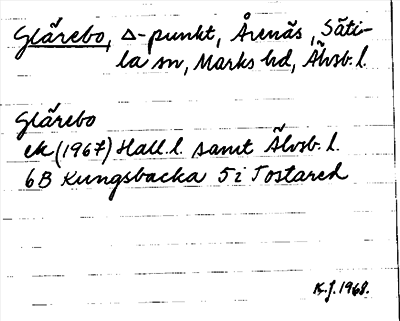 Glärebo, Δ-punkt, Årenäs, Säti-
la sn, Marks hd, Älvsb. l.
Glärebo
ek (1967) Hall. l. samt Älvsb. l.
6B Kungsbacka 5i Tostared
K.J. 1968.